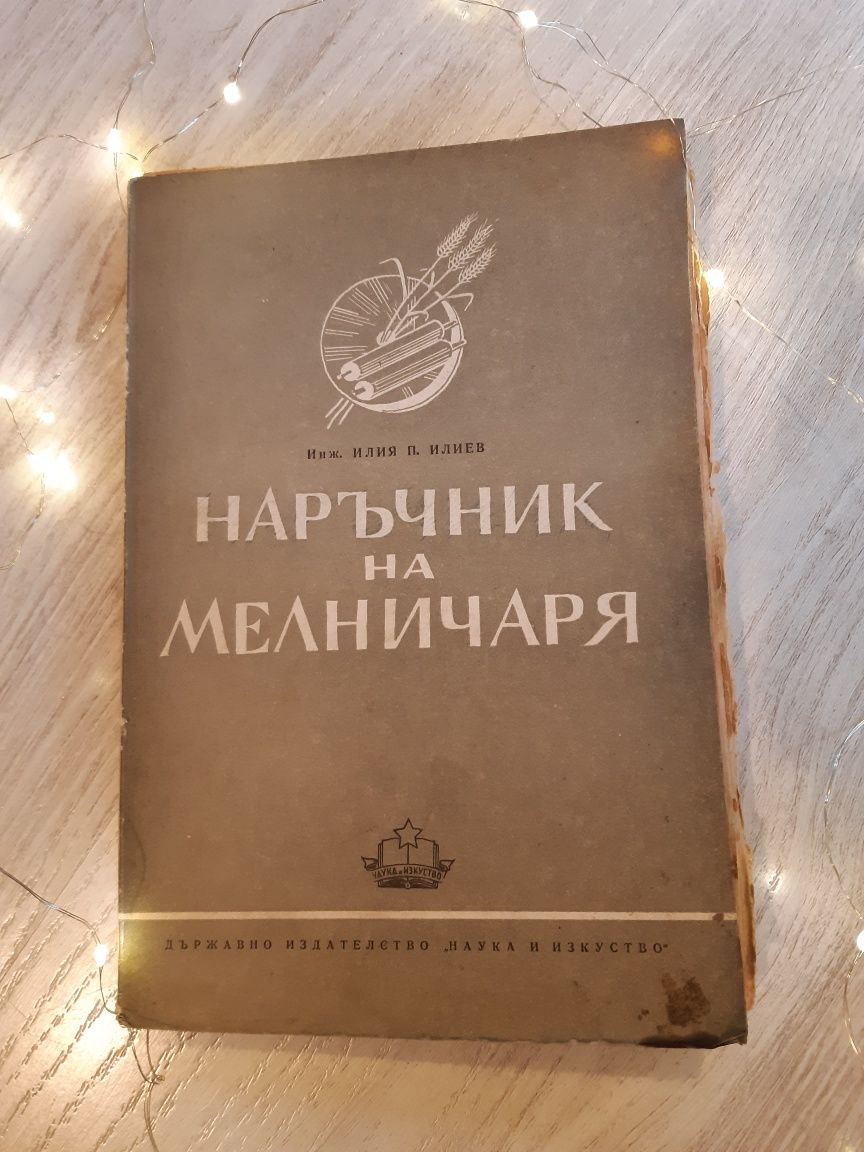 Инж. ИЛИЯ П. ИЛИЕВ
НАРЪЧНИК
НА
МЕЛНИЧАРЯ
НАУКА и ИЗКУСТВО
ДЪРЖАВНО ИЗДАТЕЛСТВО „НАУКА И ИЗКУСТВО"